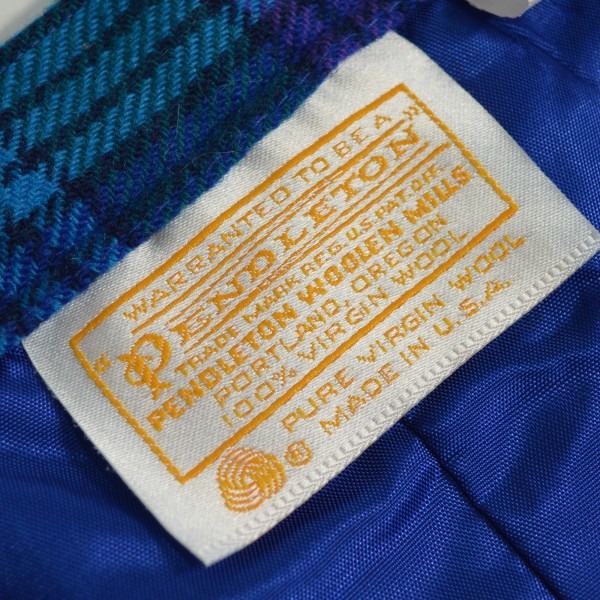 WARRANTED TO BE A
"PENDLETON"
TRADE MARK REG. U.S. PAT. OFF.
PENDLETON WOOLEN MILLS
PORTLAND, OREGON
100% VIRGIN WOOL
PURE VIRGIN WOOL
® MADE IN U.S.A.